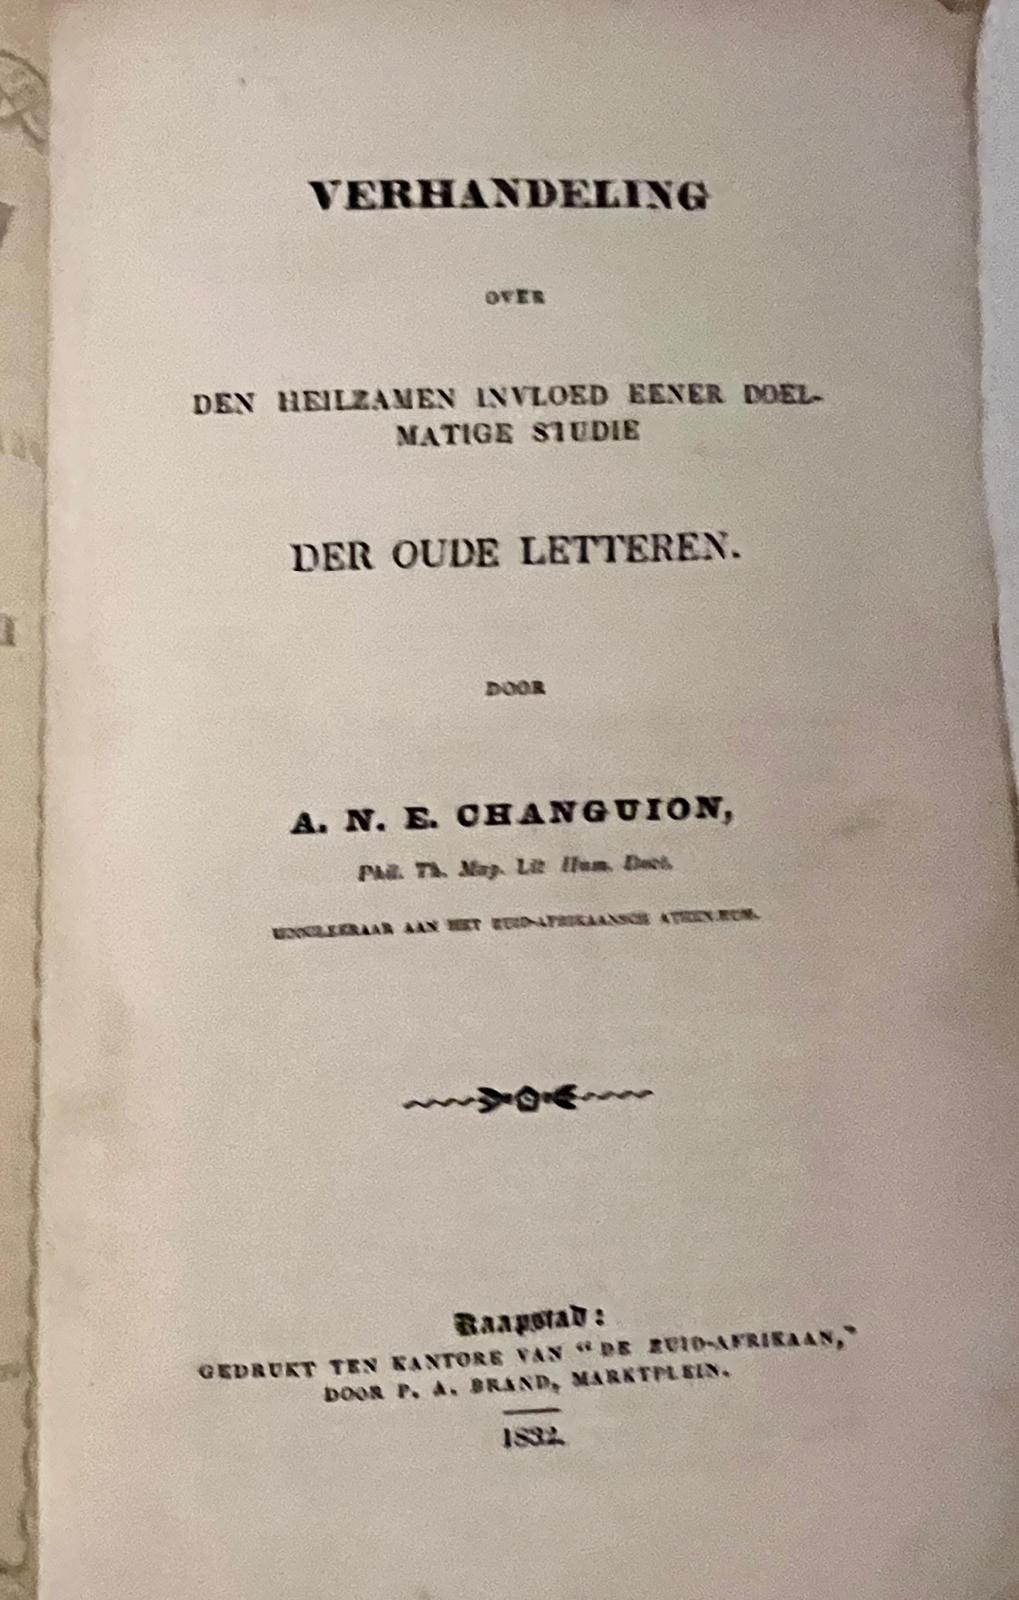 VERHANDELING
OVER
DEN HEILZAMEN INVLOED EENER DOEL-
MATIGE STUDIE
DER OUDE LETTEREN.
DOOR
A. N. E. CHANGUION,
Phil. Th. Mag. Lit Hum. Doct.
HOOGLEERAAR AAN HET ZUID-AFRIKAANSCH ATHENÆUM.
Kaapstad:
GEDRUKT TEN KANTORE VAN “DE ZUID-AFRIKAAN,”
DOOR P. A. BRAND, MARKTPLEIN.
1832.